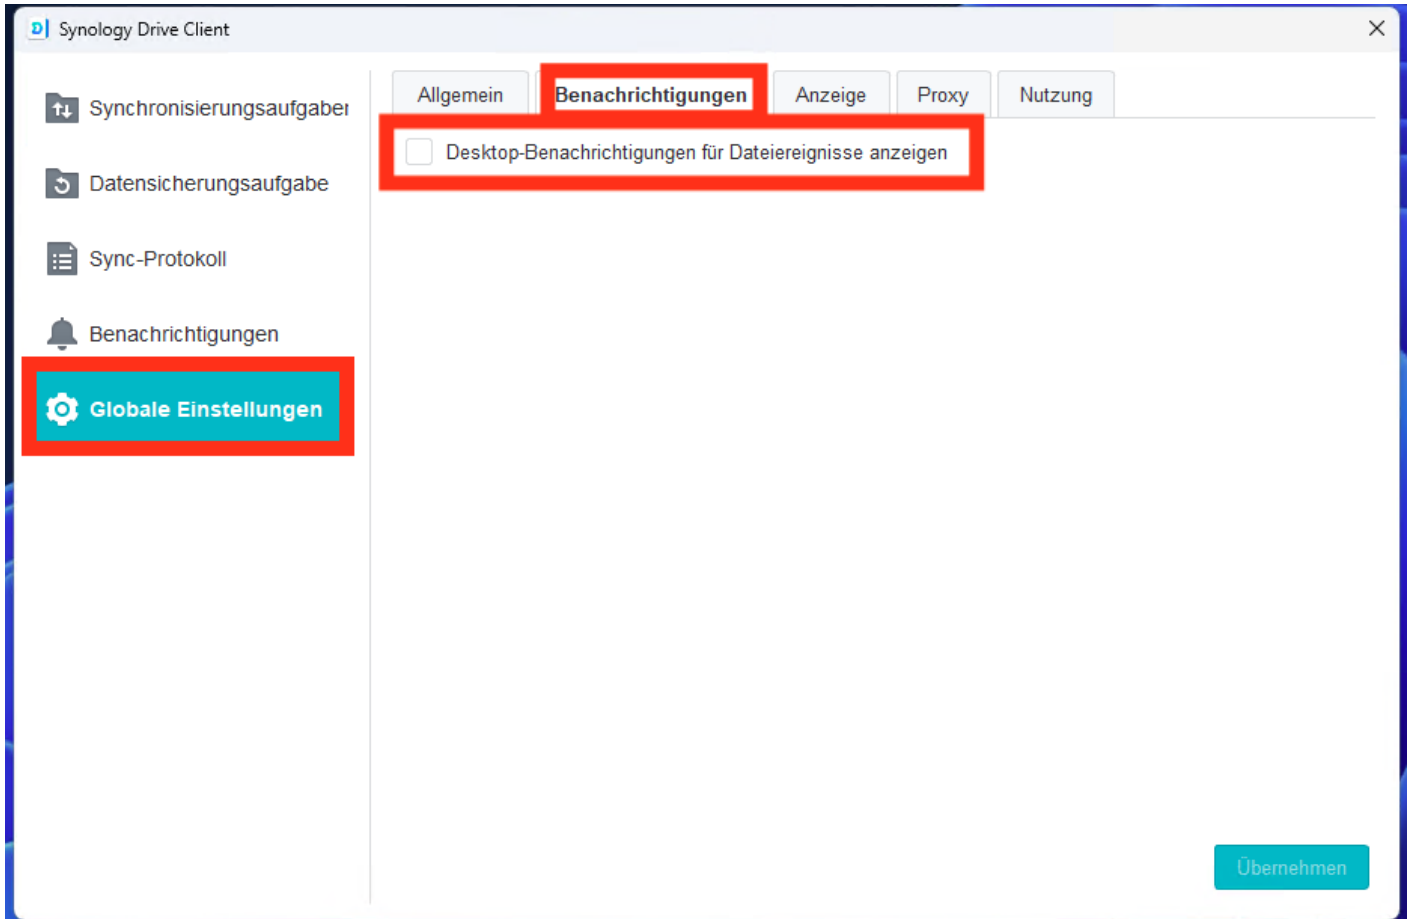 Synology Drive Client
Synchronisierungsaufgaben
Datensicherungsaufgabe
Sync-Protokoll
Benachrichtigungen
Globale Einstellungen
Allgemein Benachrichtigungen Anzeige Proxy Nutzung
Desktop-Benachrichtigungen für Dateiereignisse anzeigen
Übernehmen